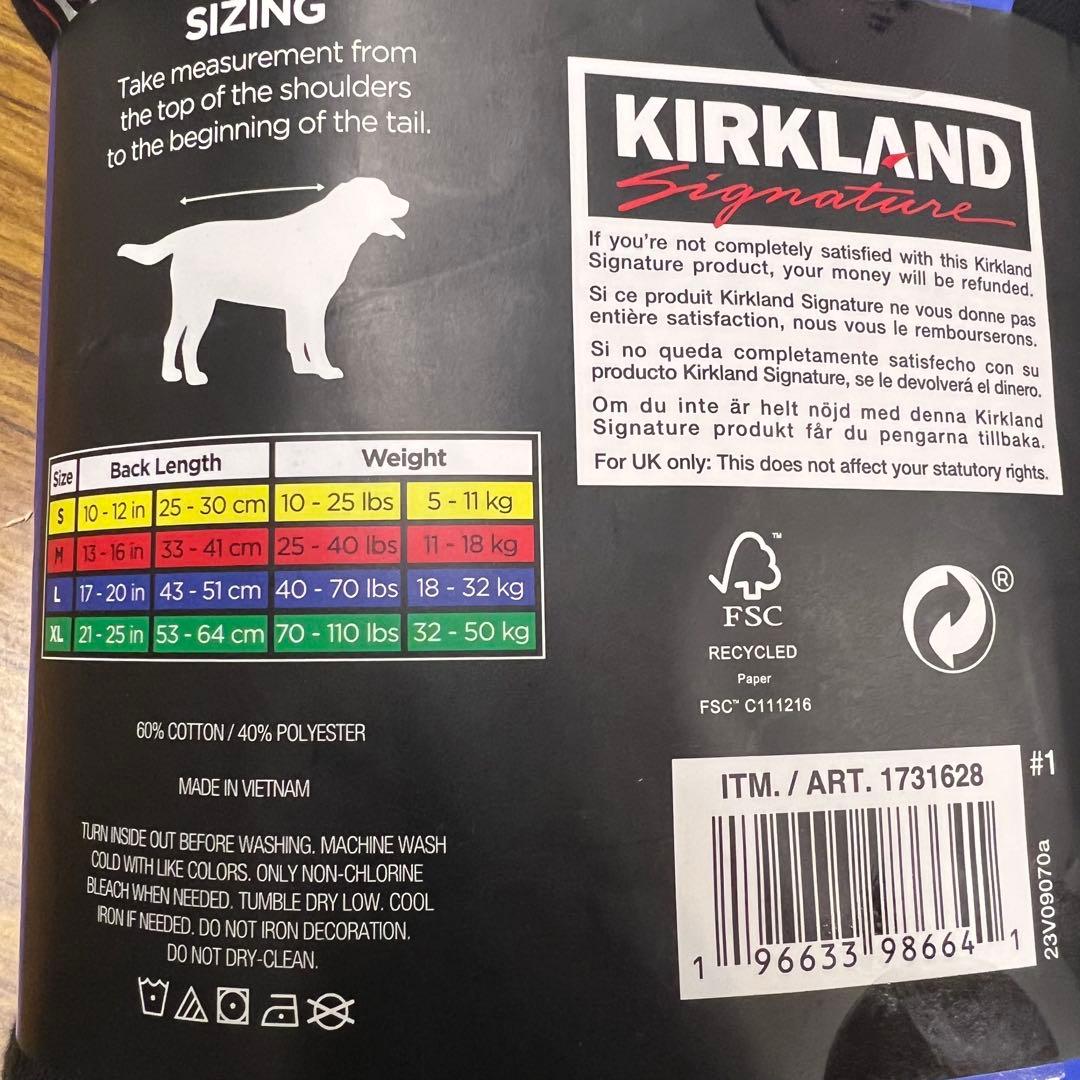 SIZING
Take measurement from
the top of the shoulders
to the beginning of the tail.
KIRKLAND
Signature
If you're not completely satisfied with this Kirkland
Signature product, your money will be refunded.
Si ce produit Kirkland Signature ne vous donne pas
entière satisfaction, nous vous le rembourserons.
Si no queda completamente satisfecho con su
producto Kirkland Signature, se le devolverá el dinero.
Om du inte är helt nöjd med denna Kirkland
Signature produkt får du pengarna tillbaka.
For UK only: This does not affect your statutory rights.
Size Back Length Weight
S 10 - 12 in 25 - 30 cm 10 - 25 lbs 5 - 11 kg
M 13 - 16 in 33 - 41 cm 25 - 40 lbs 11 - 18 kg
L 17 - 20 in 43 - 51 cm 40 - 70 lbs 18 - 32 kg
XL 21 - 25 in 53 - 64 cm 70 - 110 lbs 32 - 50 kg
™
FSC
RECYCLED
Paper
FSC™ C111216
®
60% COTTON / 40% POLYESTER
MADE IN VIETNAM
TURN INSIDE OUT BEFORE WASHING. MACHINE WASH
COLD WITH LIKE COLORS. ONLY NON-CHLORINE
BLEACH WHEN NEEDED. TUMBLE DRY LOW. COOL
IRON IF NEEDED. DO NOT IRON DECORATION.
DO NOT DRY-CLEAN.
ITM. / ART. 1731628
1 96633 98664 1
#1
23V09070a